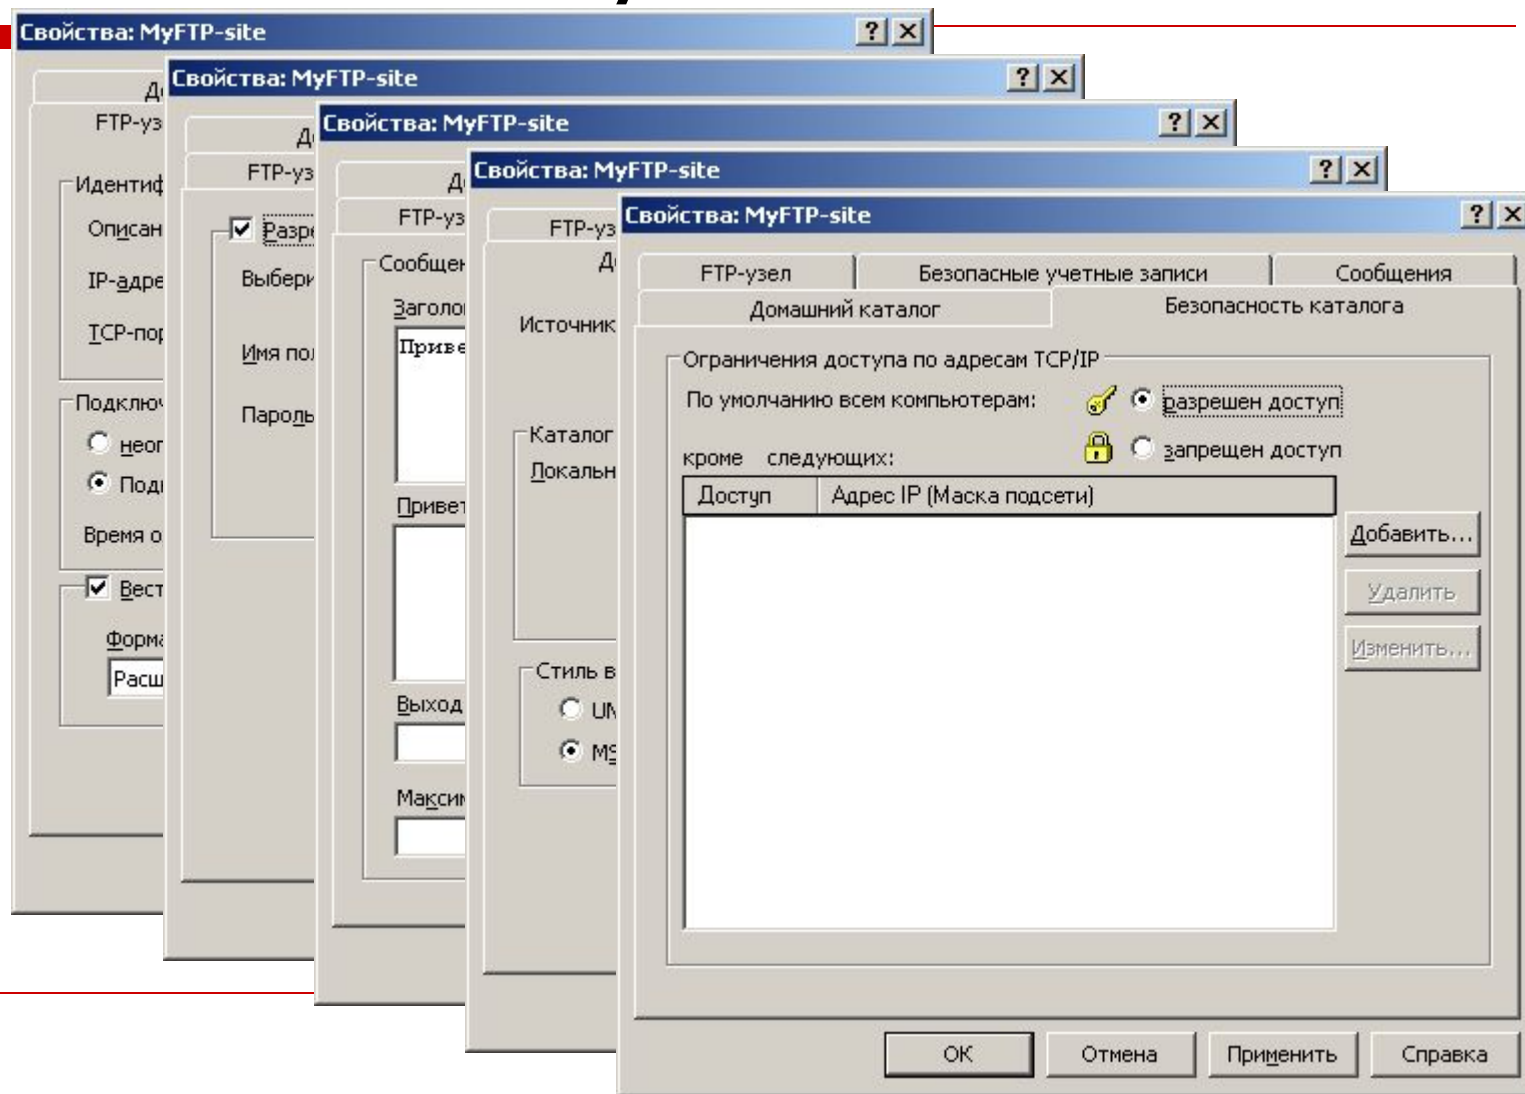 Свойства: MyFTP-site
FTP-уз
Идентиф
Описан
IP-адре
TCP-пор
Подключ
неог
Подк
Время о
Вест
Форма
Расш
Свойства: MyFTP-site
FTP-уз
Разре
Выбери
Имя пол
Пароль
Свойства: MyFTP-site
FTP-уз
Сообщен
Заголо
Приве
Привет
Выход
Максим
Свойства: MyFTP-site
FTP-уз
Источник
Каталог
Локальн
Стиль в
UN
MS
Свойства: MyFTP-site
FTP-узел Безопасные учетные записи Сообщения
Домашний каталог Безопасность каталога
Ограничения доступа по адресам TCP/IP
По умолчанию всем компьютерам: разрешен доступ
запрещен доступ
кроме следующих:
Доступ Адрес IP (Маска подсети)
Добавить...
Удалить
Изменить...
ОК Отмена Применить Справка